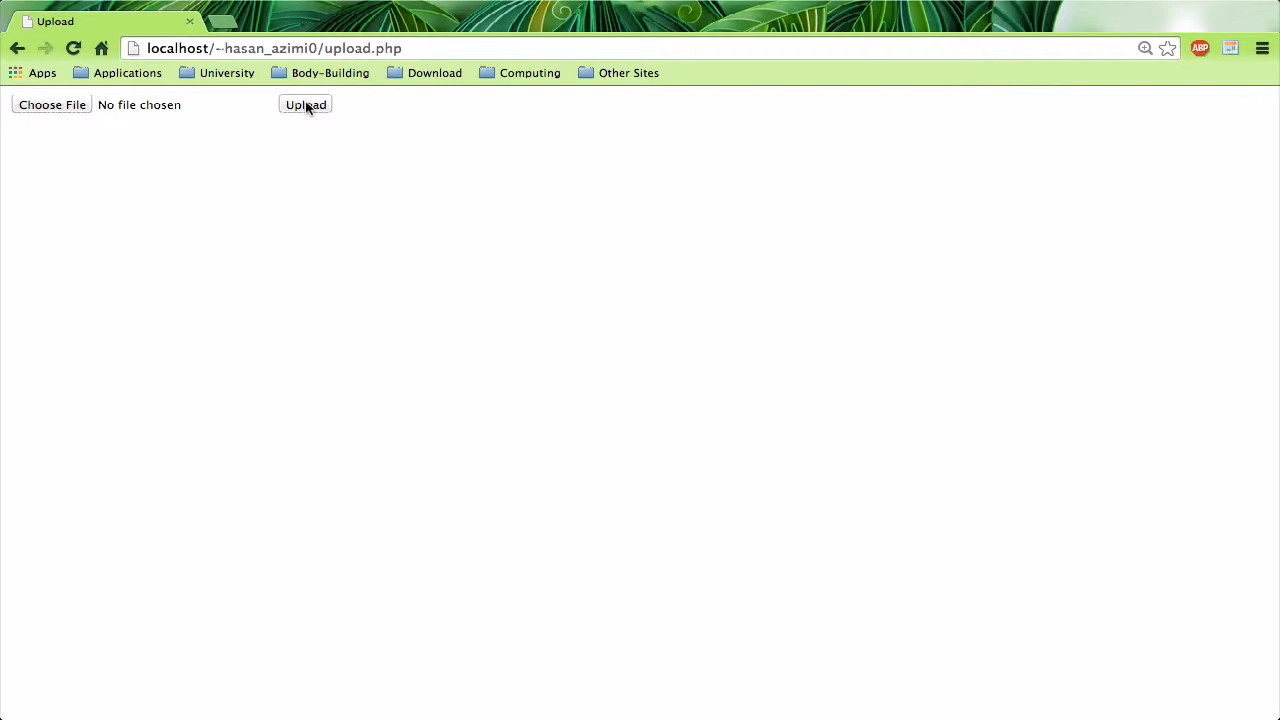 Upload
localhost/~hasan_azimi0/upload.php
ABP
Apps Applications University Body-Building Download Computing Other Sites
Choose File No file chosen Upload